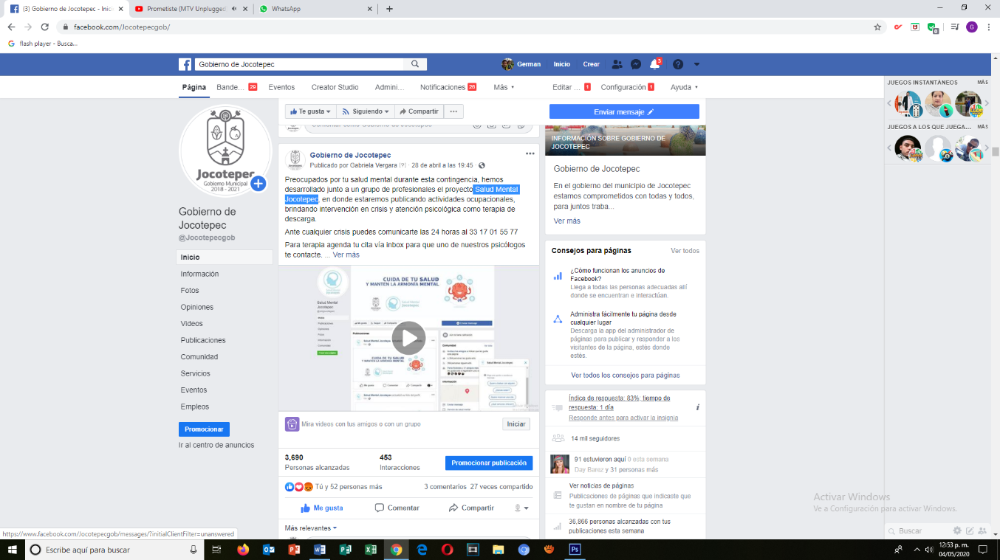 (3) Gobierno de Jocotepec - Inici
Prometiste (MTV Unplugged
WhatsApp
facebook.com/Jocotepecgob/
flash player - Busca...
Gobierno de Jocotepec
German
Inicio
Crear
3
Página
Bande... 29
Eventos
Creator Studio
Admini...
Notificaciones 26
Más
Editar ... 1
Configuración 1
Ayuda
JUEGOS INSTANTÁNEOS MÁS
JUEGOS A LOS QUE JUEGA... MÁS
Te gusta
Siguiendo
Compartir
Enviar mensaje
Jocotepec
Gobierno Municipal
2018 - 2021
Gobierno de
Jocotepec
@Jocotepecgob
Inicio
Información
Fotos
Opiniones
Videos
Publicaciones
Comunidad
Servicios
Eventos
Empleos
Promocionar
Ir al centro de anuncios
Comentar como Gobierno de Jocotepec
Gobierno de Jocotepec
Publicado por Gabriela Vergara [?] · 28 de abril a las 19:45 ·
Preocupados por tu salud mental durante esta contingencia, hemos
desarrollado junto a un grupo de profesionales el proyecto Salud Mental
Jocotepec, en donde estaremos publicando actividades ocupacionales,
brindando intervención en crisis y atención psicológica como terapia de
descarga.
Ante cualquier crisis puedes comunicarte las 24 horas al 33 17 01 55 77
Para terapia agenda tu cita vía inbox para que uno de nuestros psicólogos
te contacte. ... Ver más
CUIDA DE TU SALUD
Y MANTEN LA ARMONÍA MENTAL
Salud Mental
Jocotepec
Publicaciones
CUIDA DE TU SALUD
Y MANTEN LA ARMONÍA MENTAL
Mira videos con tus amigos o con un grupo
Iniciar
3,690
Personas alcanzadas
453
Interacciones
Promocionar publicación
Tú y 52 personas más
3 comentarios 27 veces compartido
Me gusta
Comentar
Compartir
Más relevantes
INFORMACIÓN SOBRE GOBIERNO DE
JOCOTEPEC
Gobierno de Jocotepec
En el gobierno del municipio de Jocotepec
estamos comprometidos con todas y todos,
para juntos traba...
Ver más
Consejos para páginas Ver todos
¿Cómo funcionan los anuncios de
Facebook?
Llega a todas las personas adecuadas allí
donde se encuentran e interactúan.
Administra fácilmente tu página desde
cualquier lugar
Descarga la app del administrador de
páginas para publicar y responder a los
visitantes de la página, estés donde
estés.
Ver todos los consejos para páginas
Índice de respuesta: 83%; tiempo de
respuesta: 1 día
Responde antes para activar la insignia
14 mil seguidores
91 estuvieron aquí 0 esta semana
Day Barez y 31 personas más
Ver noticias de páginas
Publicaciones de páginas que indicaste que
te gustan en nombre de tu página
36,866 personas alcanzadas con tus
publicaciones esta semana
Activar Windows
Ve a Configuración para activar Windows.
Buscar
https://www.facebook.com/Jocotepecgob/messages/?initialClientFilter=unanswered
Escribe aquí para buscar
12:53 p. m.
04/05/2020